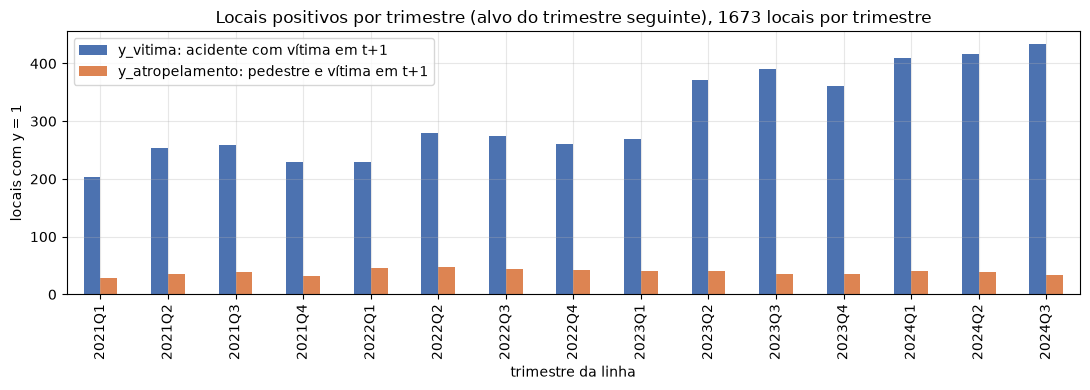 Locais positivos por trimestre (alvo do trimestre seguinte), 1673 locais por trimestre
y_vitima: acidente com vítima em t+1
y_atropelamento: pedestre e vítima em t+1
locais com y = 1
400
300
200
100
0
2021Q1
2021Q2
2021Q3
2021Q4
2022Q1
2022Q2
2022Q3
2022Q4
2023Q1
2023Q2
2023Q3
2023Q4
2024Q1
2024Q2
2024Q3
trimestre da linha